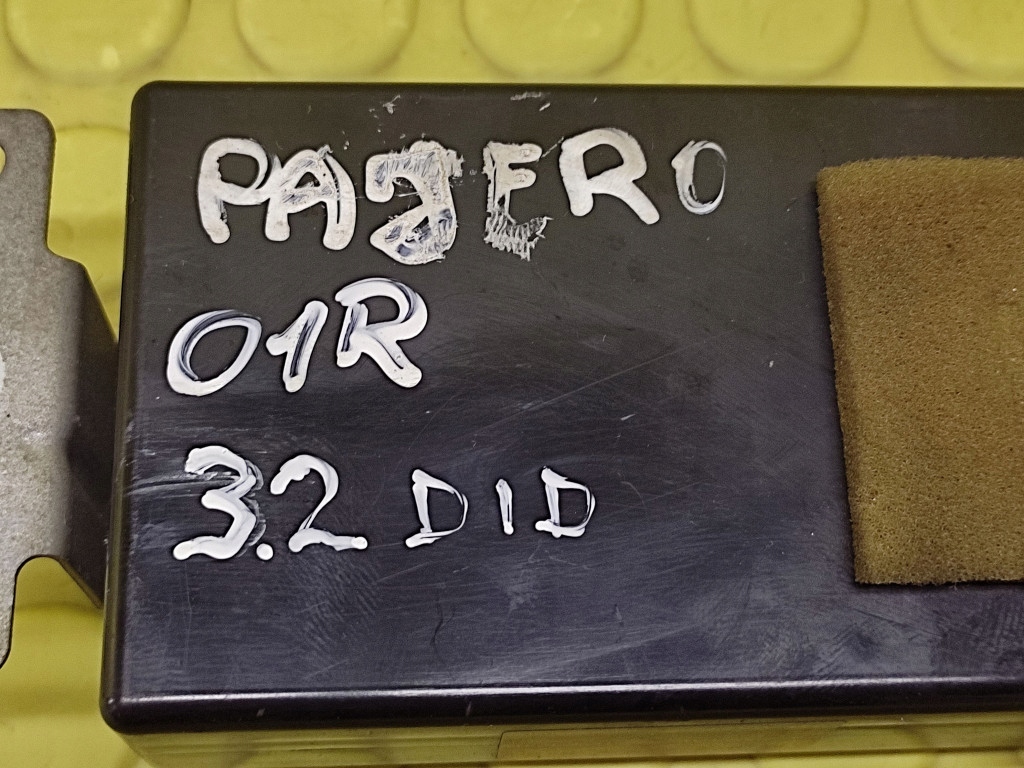 PAJERO
01R
3.2 DID